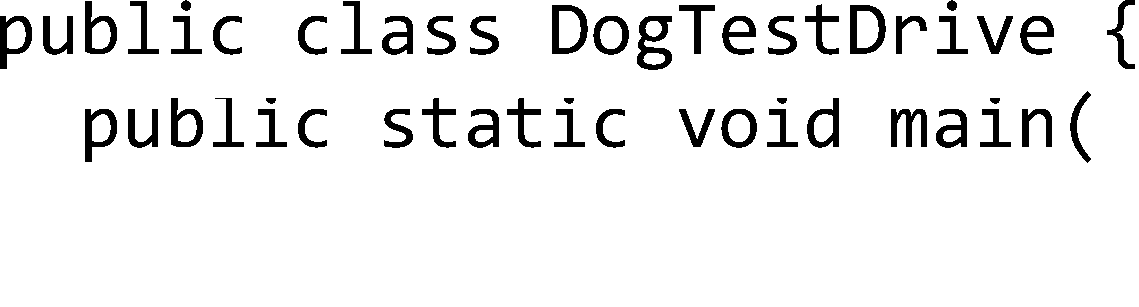 public class DogTestDrive {
public static void main(